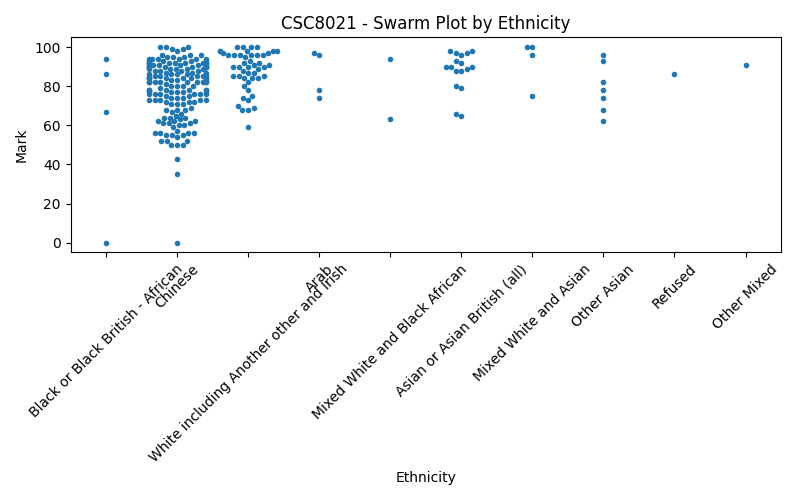 CSC8021 - Swarm Plot by Ethnicity
Mark
100
80
60
40
20
0
Black or Black British - African
Chinese
White including Another other and Irish
Arab
Mixed White and Black African
Asian or Asian British (all)
Mixed White and Asian
Other Asian
Refused
Other Mixed
Ethnicity